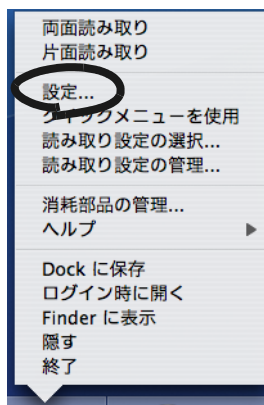 両面読み取り
片面読み取り
設定...
クイックメニューを使用
読み取り設定の選択...
読み取り設定の管理...
消耗部品の管理...
ヘルプ
Dock に保存
ログイン時に開く
Finder に表示
隠す
終了